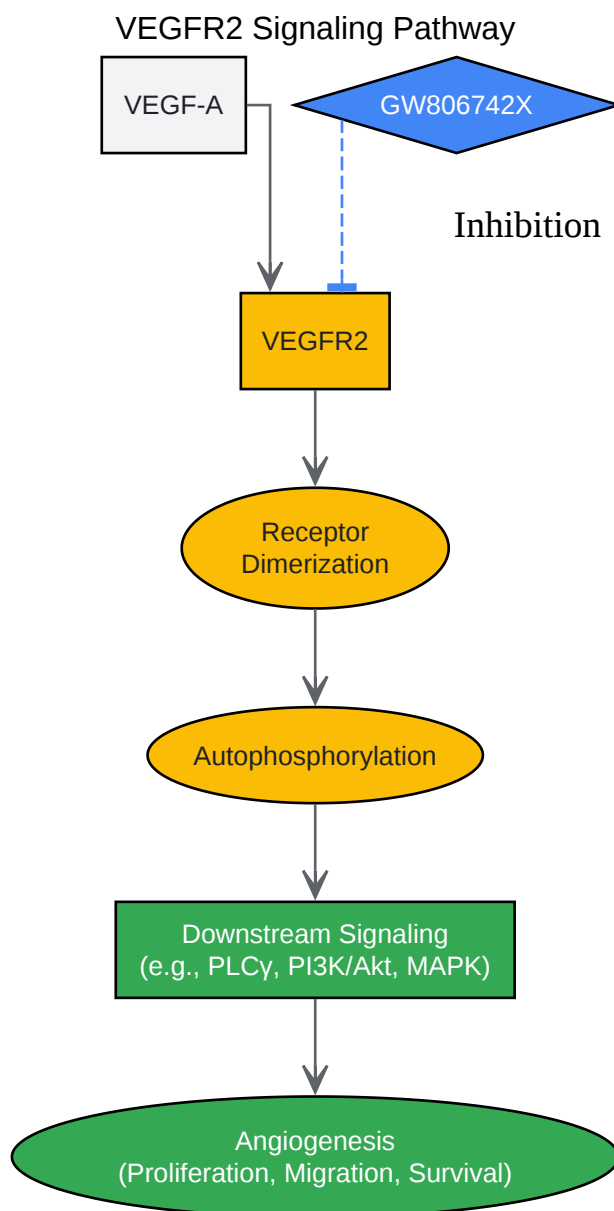 VEGFR2 Signaling Pathway
VEGF-A
GW806742X
Inhibition
VEGFR2
Receptor
Dimerization
Autophosphorylation
Downstream Signaling
(e.g., PLCγ, PI3K/Akt, MAPK)
Angiogenesis
(Proliferation, Migration, Survival)